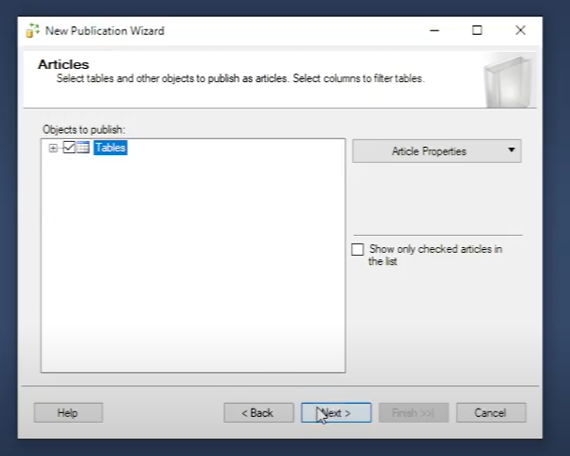 New Publication Wizard
Articles
Select tables and other objects to publish as articles. Select columns to filter tables.
Objects to publish:
Tables
Article Properties
Show only checked articles in
the list
Help
< Back
Next >
Finish >>|
Cancel